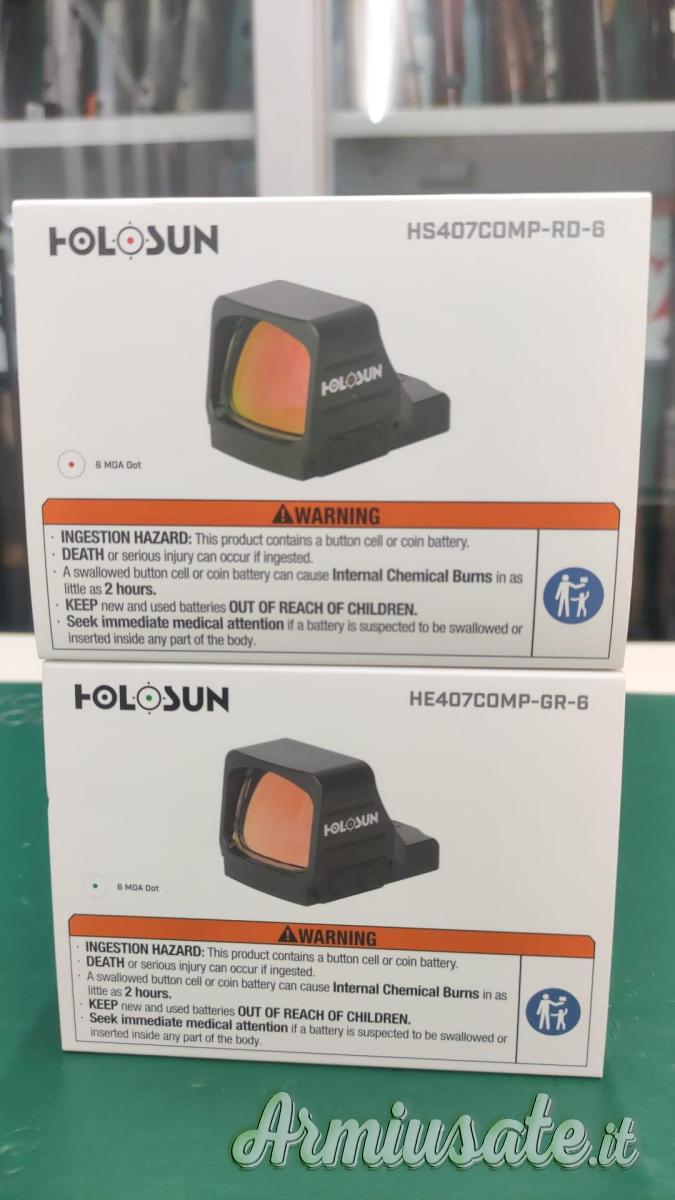 HOLOSUN
HS407COMP-RD-6
HOLOSUN
6 MOA Dot
WARNING
· INGESTION HAZARD: This product contains a button cell or coin battery.
· DEATH or serious injury can occur if ingested.
· A swallowed button cell or coin battery can cause Internal Chemical Burns in as
little as 2 hours.
· KEEP new and used batteries OUT OF REACH OF CHILDREN.
· Seek immediate medical attention if a battery is suspected to be swallowed or
inserted inside any part of the body.
HOLOSUN
HE407COMP-GR-6
HOLOSUN
6 MOA Dot
WARNING
· INGESTION HAZARD: This product contains a button cell or coin battery.
· DEATH or serious injury can occur if ingested.
· A swallowed button cell or coin battery can cause Internal Chemical Burns in as
little as 2 hours.
· KEEP new and used batteries OUT OF REACH OF CHILDREN.
· Seek immediate medical attention if a battery is suspected to be swallowed or
inserted inside any part of the body.
Armiusate.it